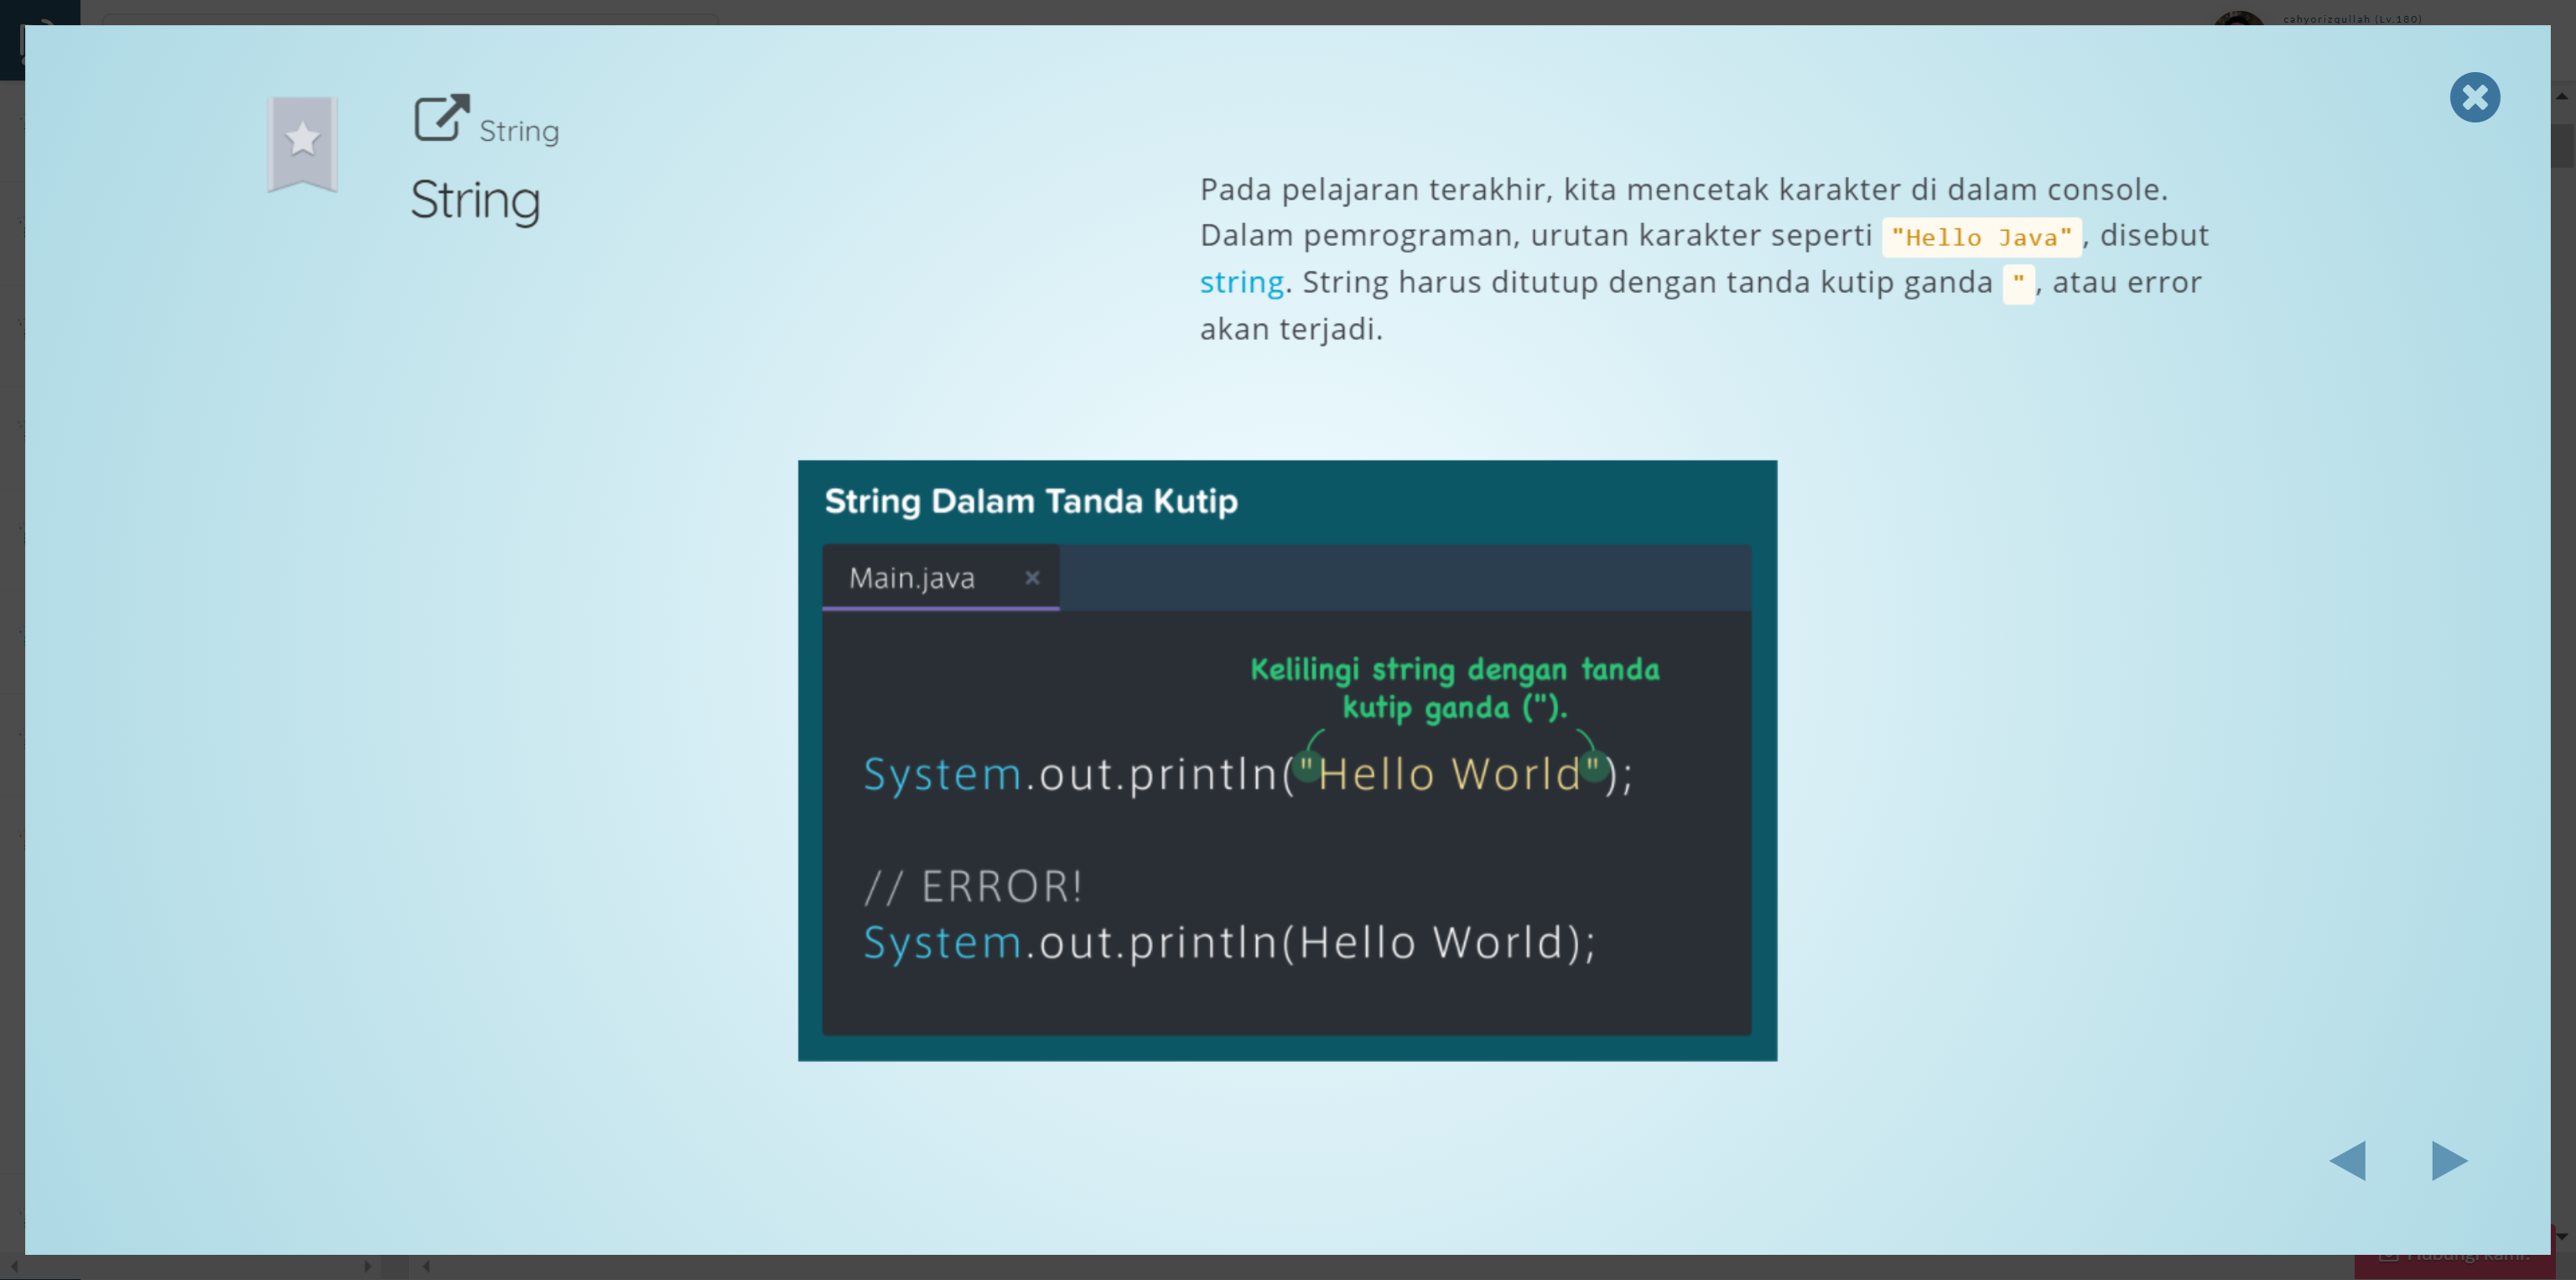 cahyorizqullah (Lv.180)
String
String
Pada pelajaran terakhir, kita mencetak karakter di dalam console.
Dalam pemrograman, urutan karakter seperti "Hello Java", disebut
string. String harus ditutup dengan tanda kutip ganda ", atau error
akan terjadi.
String Dalam Tanda Kutip
Main.java
Kelilingi string dengan tanda
kutip ganda (").
System.out.println("Hello World");
// ERROR!
System.out.println(Hello World);